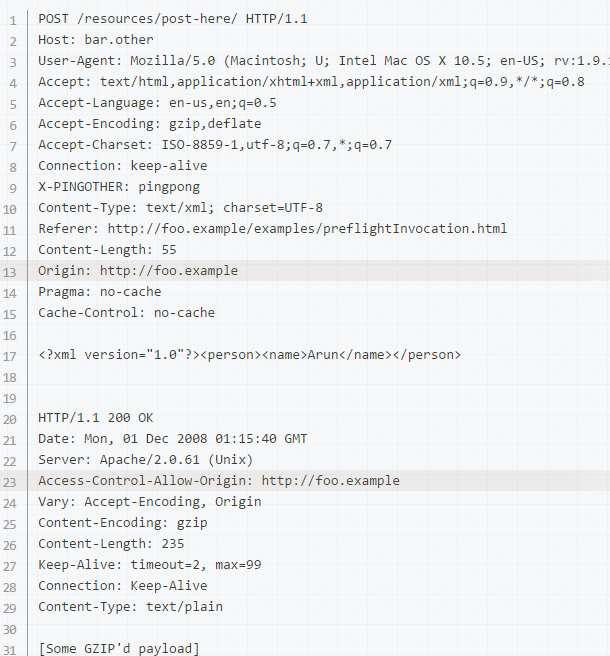 1 POST /resources/post-here/ HTTP/1.1
2 Host: bar.other
3 User-Agent: Mozilla/5.0 (Macintosh; U; Intel Mac OS X 10.5; en-US; rv:1.9.
4 Accept: text/html,application/xhtml+xml,application/xml;q=0.9,*/*;q=0.8
5 Accept-Language: en-us,en;q=0.5
6 Accept-Encoding: gzip,deflate
7 Accept-Charset: ISO-8859-1,utf-8;q=0.7,*;q=0.7
8 Connection: keep-alive
9 X-PINGOTHER: pingpong
10 Content-Type: text/xml; charset=UTF-8
11 Referer: http://foo.example/examples/preflightInvocation.html
12 Content-Length: 55
13 Origin: http://foo.example
14 Pragma: no-cache
15 Cache-Control: no-cache
16
17 <?xml version="1.0"?><person><name>Arun</name></person>
18
19
20 HTTP/1.1 200 OK
21 Date: Mon, 01 Dec 2008 01:15:40 GMT
22 Server: Apache/2.0.61 (Unix)
23 Access-Control-Allow-Origin: http://foo.example
24 Vary: Accept-Encoding, Origin
25 Content-Encoding: gzip
26 Content-Length: 235
27 Keep-Alive: timeout=2, max=99
28 Connection: Keep-Alive
29 Content-Type: text/plain
30
31 [Some GZIP'd payload]